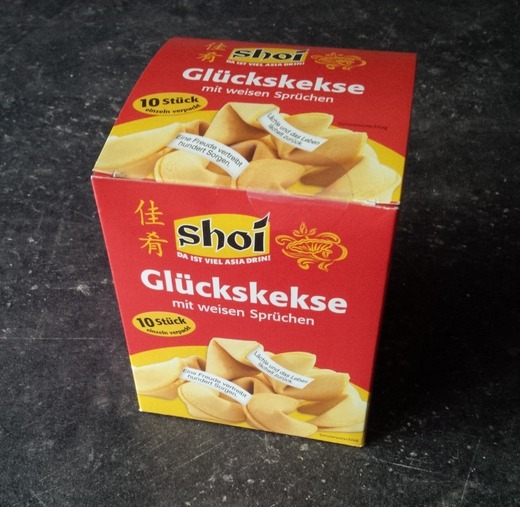 佳肴
shoi
DA IST VIEL ASIA DRIN!
Glückskekse
mit weisen Sprüchen
10 Stück
einzeln verpackt
Eine Freude vertreibt
hundert Sorgen.
Lächle und das Leben
lächelt zurück.
Serviervorschlag
佳肴
shoi
DA IST VIEL ASIA DRIN!
Glückskekse
mit weisen Sprüchen
10 Stück
einzeln verpackt
Eine Freude vertreibt
hundert Sorgen.
Lächle und das Leben
lächelt zurück.
Serviervorschlag